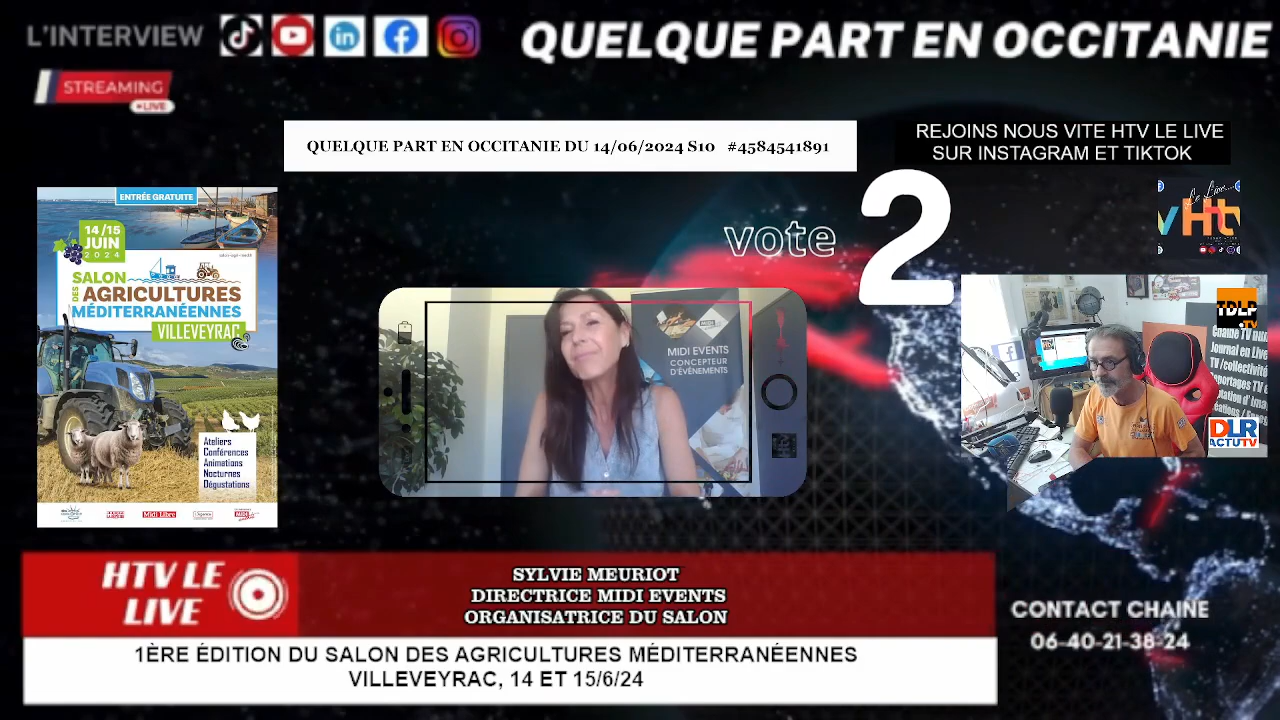 L'INTERVIEW
QUELQUE PART EN OCCITANIE
STREAMING
LIVE
QUELQUE PART EN OCCITANIE DU 14/06/2024 S10 #4584541891
REJOINS NOUS VITE HTV LE LIVE
SUR INSTAGRAM ET TIKTOK
vote
2
ENTRÉE GRATUITE
14/15
JUIN
2024
SALON
DES AGRICULTURES
MÉDITERRANÉENNES
VILLEVEYRAC
Ateliers
Conférences
Animations
Nocturnes
Dégustations
Midi Libre
MIDI EVENTS
CONCEPTEUR
D'ÉVÉNEMENTS
TDLP
.TV
Journal en Live
DLR
ACTUTV
HTV LE
LIVE
SYLVIE MEURIOT
DIRECTRICE MIDI EVENTS
ORGANISATRICE DU SALON
1ÈRE ÉDITION DU SALON DES AGRICULTURES MÉDITERRANÉENNES
VILLEVEYRAC, 14 ET 15/6/24
CONTACT CHAINE
06-40-21-38-24